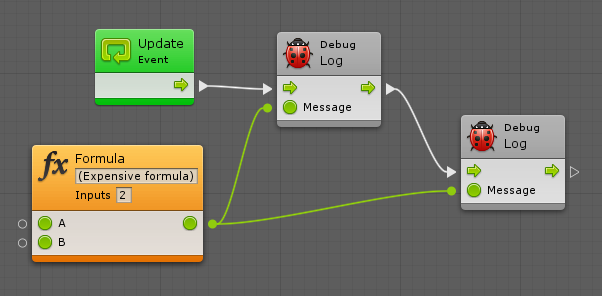 Update
Event
Debug
Log
Message
Debug
Log
Message
fx Formula
(Expensive formula)
Inputs 2
A
B